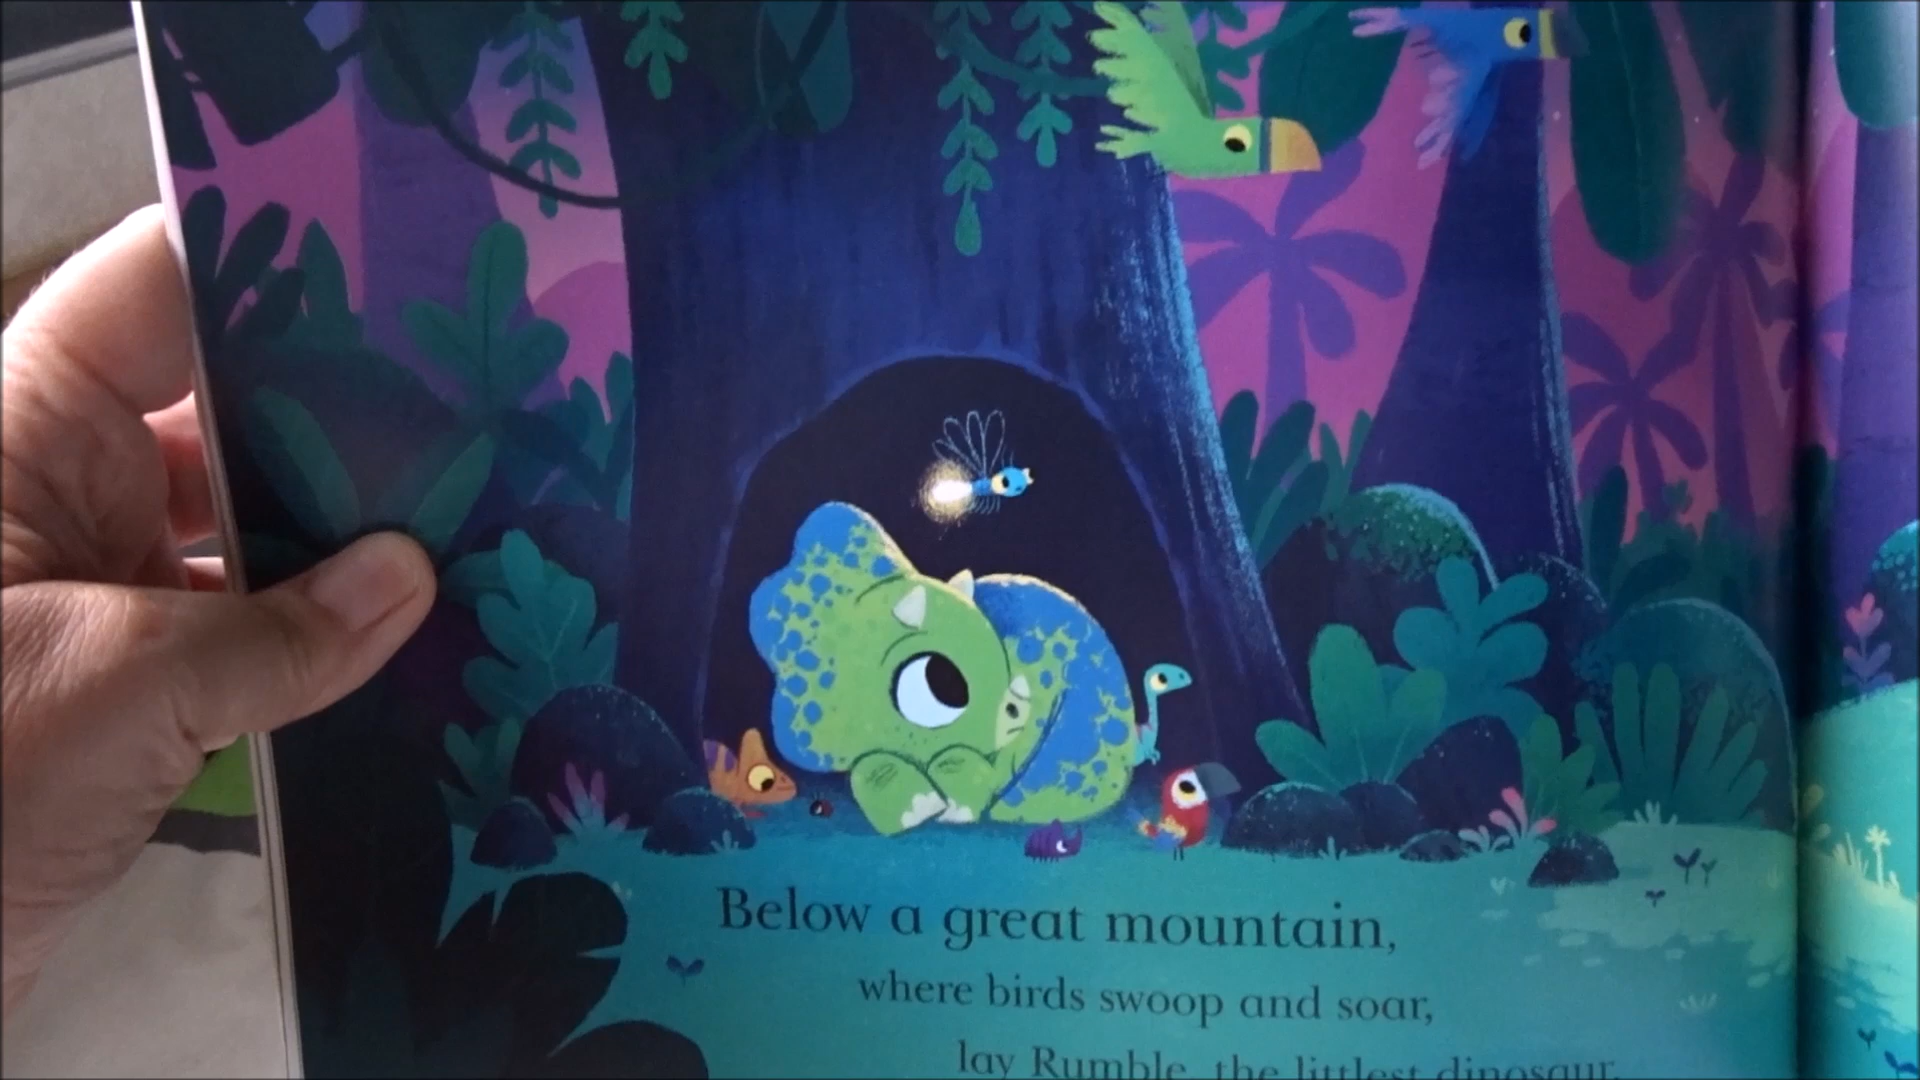 Below a great mountain,
where birds swoop and soar,
lay Rumble, the littlest dinosaur.